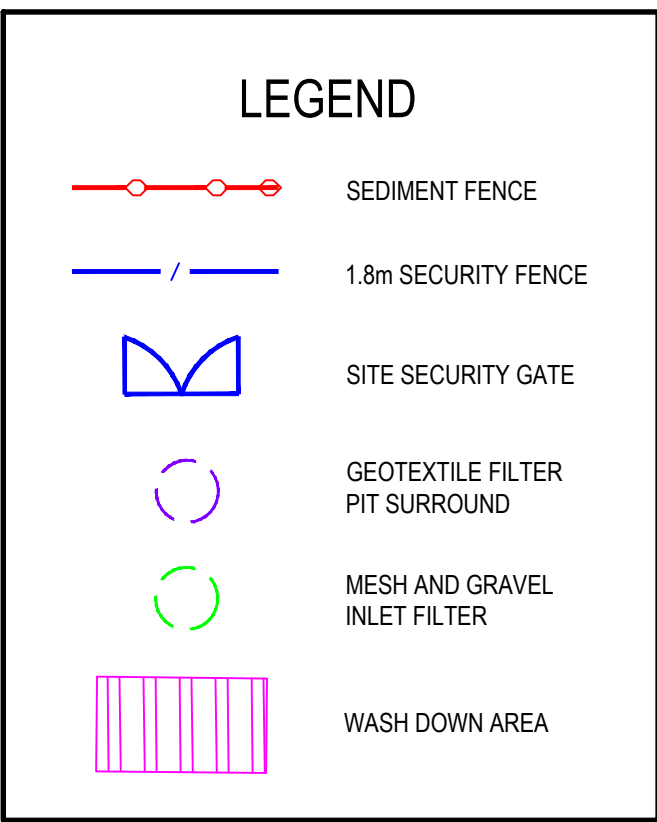 LEGEND
SEDIMENT FENCE
1.8m SECURITY FENCE
SITE SECURITY GATE
GEOTEXTILE FILTER
PIT SURROUND
MESH AND GRAVEL
INLET FILTER
WASH DOWN AREA